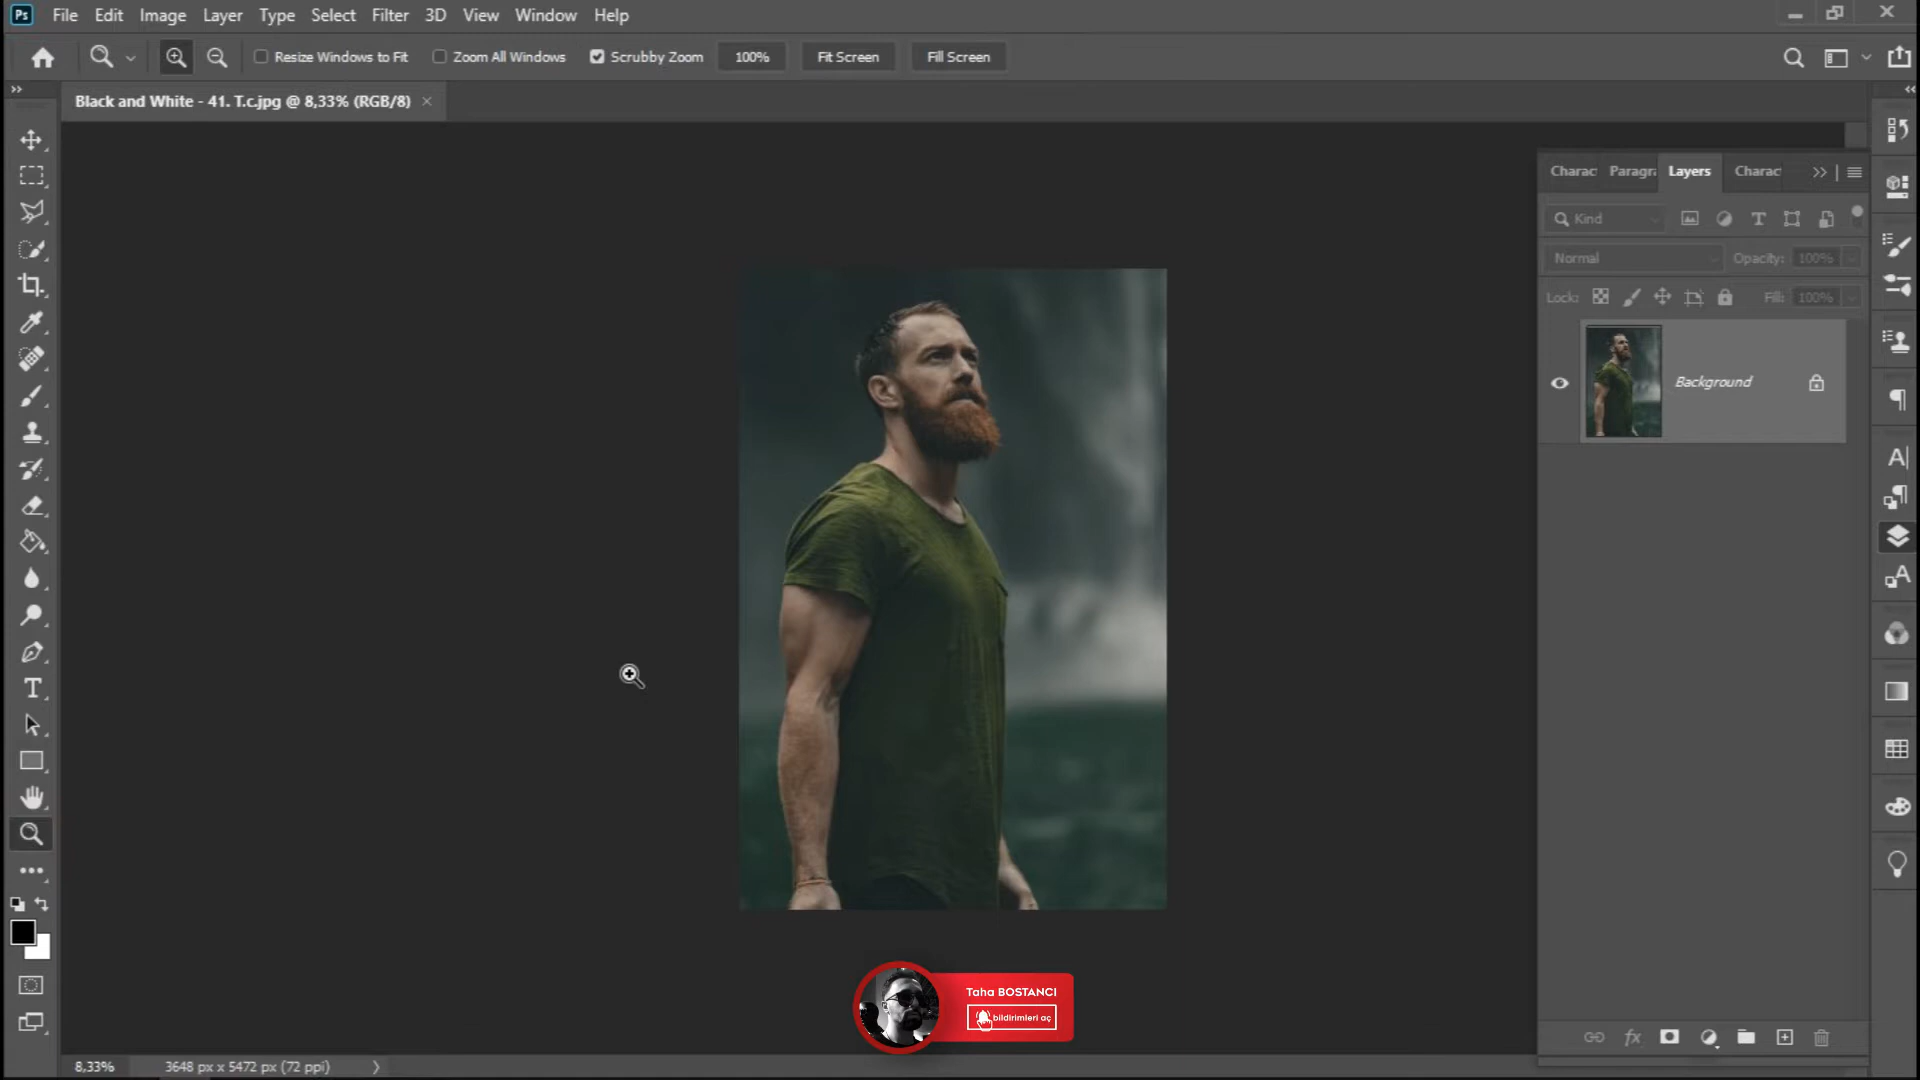 Ps File Edit Image Layer Type Select Filter 3D View Window Help
Resize Windows to Fit Zoom All Windows Scrubby Zoom 100% Fit Screen Fill Screen
Black and White - 41. T.c.jpg @ 8,33% (RGB/8)
Charac Paragra Layers Charac
Kind
Normal Opacity: 100%
Lock: Fill: 100%
Background
fx
Taha BOSTANCI
bildirimleri aç
8,33% 3648 px x 5472 px (72 ppi)